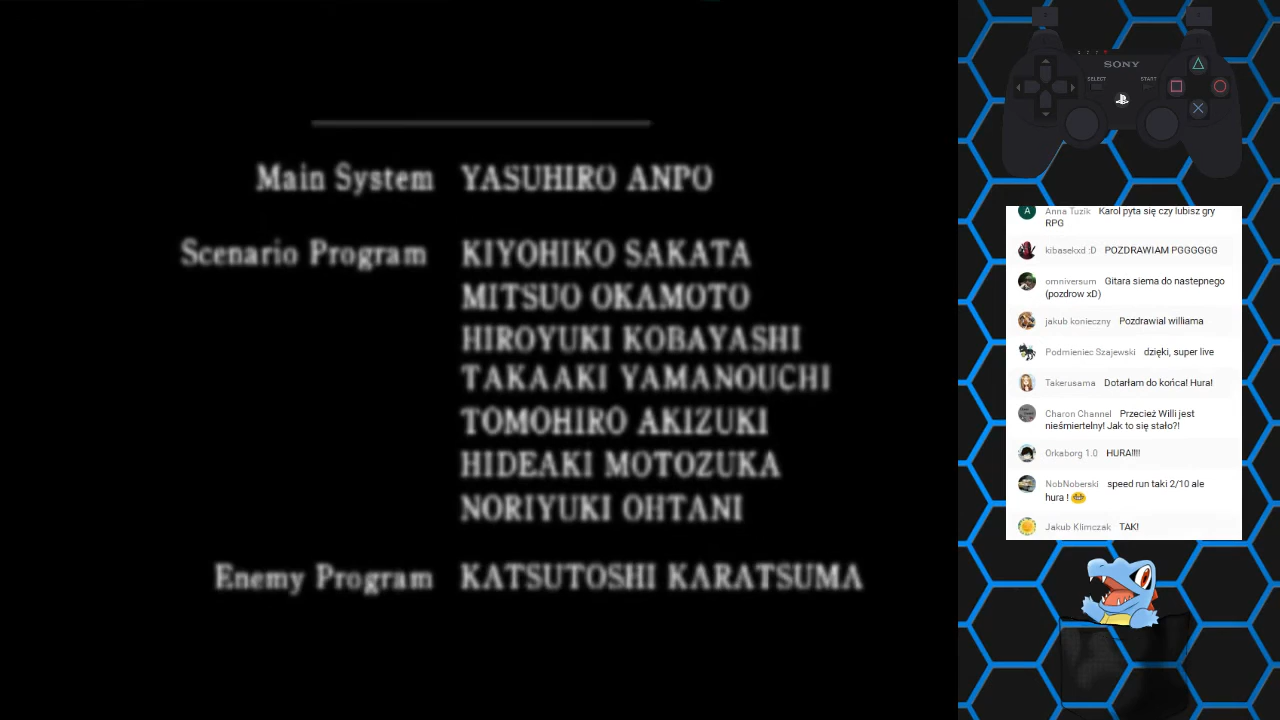 Main System YASUHIRO ANPO
Scenario Program KIYOHIKO SAKATA
MITSUO OKAMOTO
HIROYUKI KOBAYASHI
TAKAAKI YAMANOUCHI
TOMOHIRO AKIZUKI
HIDEAKI MOTOZUKA
NORIYUKI OHTANI
Enemy Program KATSUTOSHI KARATSUMA
SONY
SELECT START
A Anna Tuzik Karol pyta się czy lubisz gry
RPG
kibasekxd :D POZDRAWIAM PGGGGGG
omniversum Gitara siema do nastepnego
(pozdrow xD)
jakub konieczny Pozdrawial williama
Podmieniec Szajewski dzięki, super live
Takerusama Dotarłam do końca! Hura!
Charon Channel Przecież Willi jest
nieśmiertelny! Jak to się stało?!
Orkaborg 1.0 HURA!!!!
NobNoberski speed run taki 2/10 ale
hura !
Jakub Klimczak TAK!